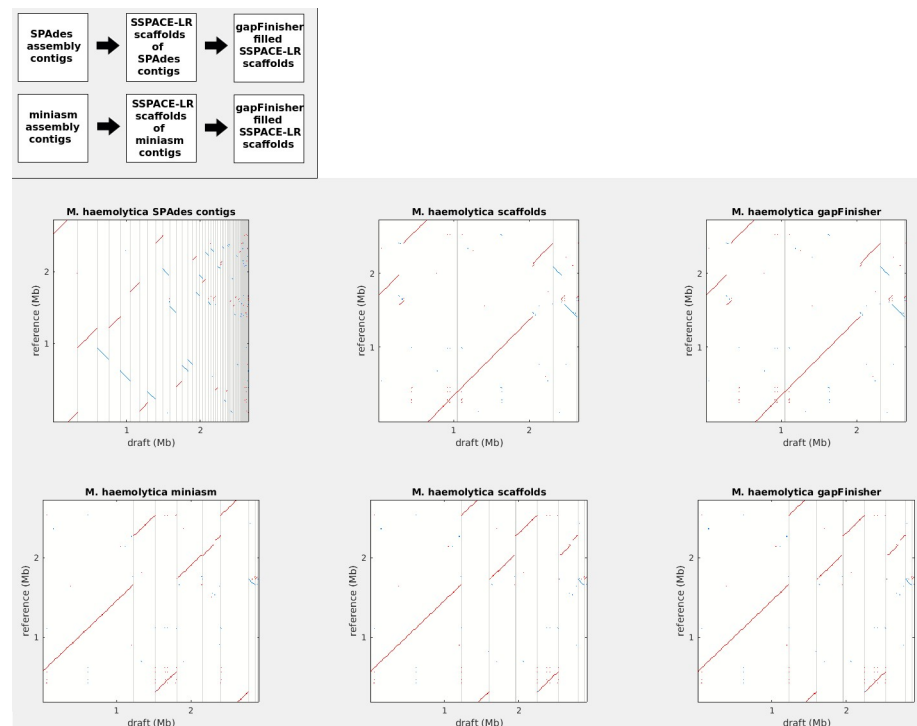 SPAdes
assembly
contigs
SSPACE-LR
scaffolds
of
SPAdes
contigs
gapFinisher
filled
SSPACE-LR
scaffolds
miniasm
assembly
contigs
SSPACE-LR
scaffolds
of
miniasm
contigs
gapFinisher
filled
SSPACE-LR
scaffolds
M. haemolytica SPAdes contigs
reference (Mb)
2
1
1
2
draft (Mb)
M. haemolytica scaffolds
reference (Mb)
2
1
1
2
draft (Mb)
M. haemolytica gapFinisher
reference (Mb)
2
1
1
2
draft (Mb)
M. haemolytica miniasm
reference (Mb)
2
1
1
2
draft (Mb)
M. haemolytica scaffolds
reference (Mb)
2
1
1
2
draft (Mb)
M. haemolytica gapFinisher
reference (Mb)
2
1
1
2
draft (Mb)